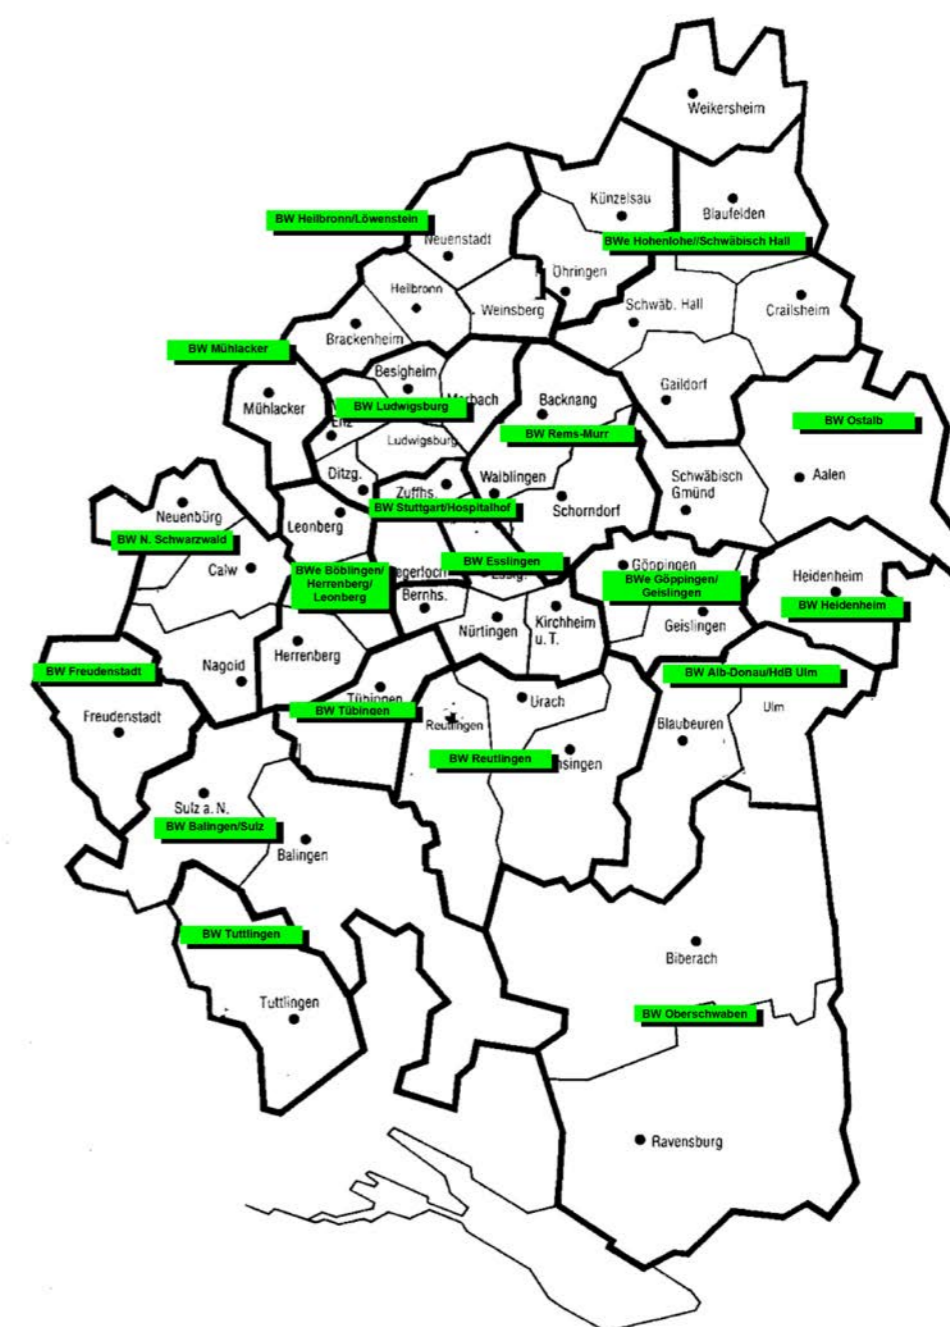 Weikersheim
Künzelsau
Blaufelden
BW Heilbronn/Löwenstein
Neuenstadt
BWe Hohenlohe//Schwäbisch Hall
Öhringen
Heilbronn
Weinsberg
Schwäb. Hall
Crailsheim
Brackenheim
BW Mühlacker
Besigheim
Mühlacker
Gaildorf
BW Ludwigsburg
Backnang
Enz
BW Ostalb
BW Rems-Murr
Ludwigsburg
Ditzg.
Waiblingen
Schwäbisch
Gmünd
Aalen
Zuffhs.
Neuenbürg
Leonberg
BW Stuttgart/Hospitalhof
Schorndorf
BW N. Schwarzwald
Calw
BW Esslingen
Göppingen
Heidenheim
BWe Böblingen/
Herrenberg/
Leonberg
Bernhs.
BWe Göppingen/
Geislingen
BW Heidenheim
Nürtingen
Kirchheim
u. T.
Geislingen
Herrenberg
BW Freudenstadt
Nagold
BW Alb-Donau/HdB Ulm
Tübingen
Urach
Freudenstadt
BW Tübingen
Reutlingen
Blaubeuren
Ulm
BW Reutlingen
Sulz a. N.
BW Balingen/Sulz
Balingen
BW Tuttlingen
Biberach
Tuttlingen
BW Oberschwaben
Ravensburg